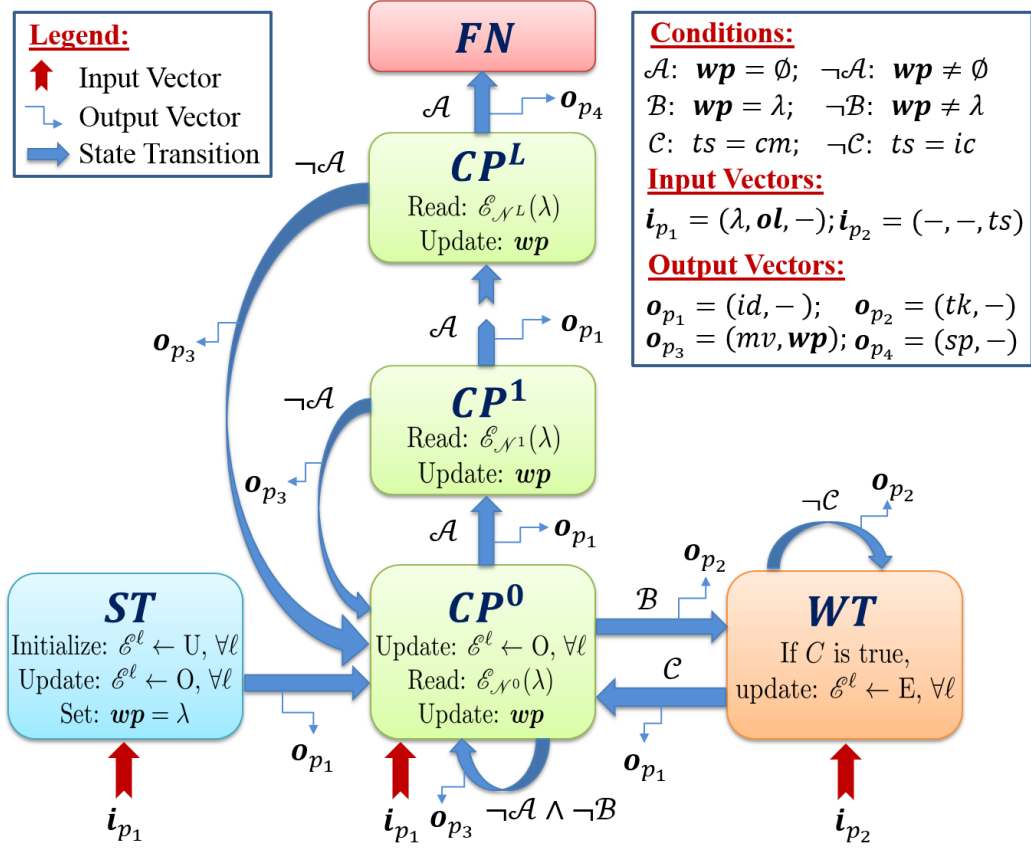 Legend:
Input Vector
Output Vector
State Transition
FN
𝒜
𝒐_{p_4}
Conditions:
𝒜: 𝒘𝒑 = ∅; ¬𝒜: 𝒘𝒑 ≠ ∅
ℬ: 𝒘𝒑 = λ; ¬ℬ: 𝒘𝒑 ≠ λ
𝒞: ts = cm; ¬𝒞: ts = ic
Input Vectors:
𝒊_{p_1} = (λ, 𝒐𝒍, −); 𝒊_{p_2} = (−, −, ts)
Output Vectors:
𝒐_{p_1} = (id, −); 𝒐_{p_2} = (tk, −)
𝒐_{p_3} = (mv, 𝒘𝒑); 𝒐_{p_4} = (sp, −)
¬𝒜
CP^L
Read: ℰ_{𝒩^L}(λ)
Update: 𝒘𝒑
𝒐_{p_3}
𝒜
𝒐_{p_1}
¬𝒜
CP^1
Read: ℰ_{𝒩^1}(λ)
Update: 𝒘𝒑
𝒐_{p_3}
𝒜
𝒐_{p_1}
ST
Initialize: ℰ^ℓ ← U, ∀ℓ
Update: ℰ^ℓ ← O, ∀ℓ
Set: 𝒘𝒑 = λ
𝒐_{p_1}
𝒊_{p_1}
CP^0
Update: ℰ^ℓ ← O, ∀ℓ
Read: ℰ_{𝒩^0}(λ)
Update: 𝒘𝒑
𝒊_{p_1}
𝒐_{p_3}
¬𝒜 ∧ ¬ℬ
ℬ
𝒐_{p_2}
𝒞
𝒐_{p_1}
¬𝒞
𝒐_{p_2}
WT
If C is true,
update: ℰ^ℓ ← E, ∀ℓ
𝒊_{p_2}